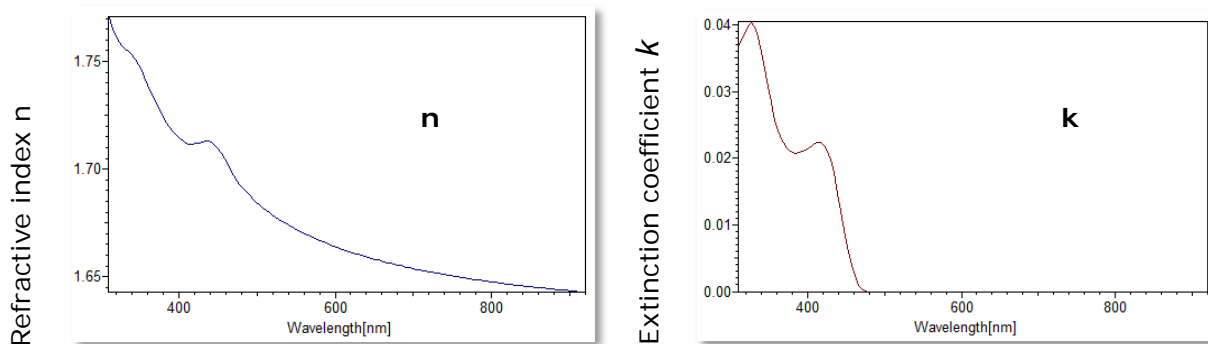 Refractive index n
1.75
1.70
1.65
n
400
600
800
Wavelength[nm]
Extinction coefficient k
0.04
0.03
0.02
0.01
0.00
k
400
600
800
Wavelength[nm]